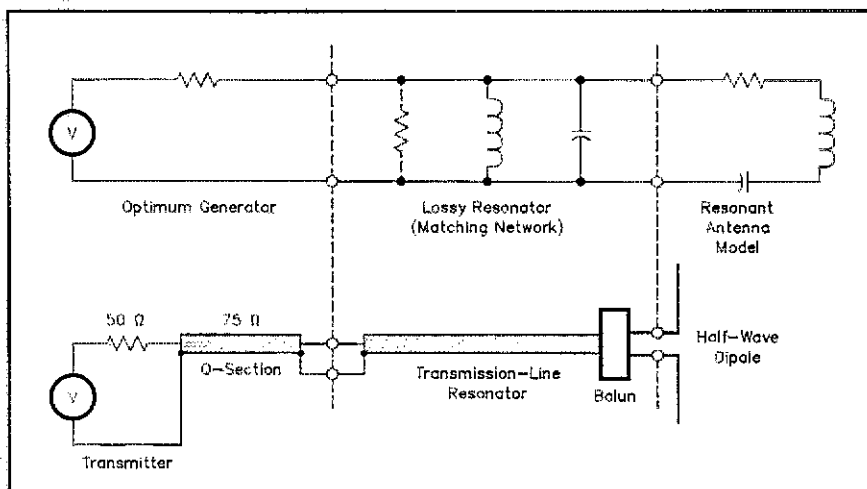 V
Optimum Generator
Lossy Resonator
(Matching Network)
Resonant
Antenna
Model
50 Ω
75 Ω
V
Q-Section
Transmission-Line
Resonator
Balun
Half-Wave
Dipole
Transmitter